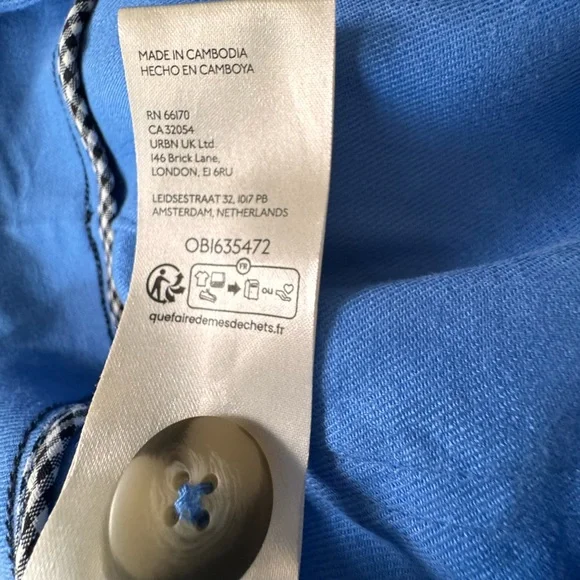 MADE IN CAMBODIA
HECHO EN CAMBOYA
RN 66170
CA 32054
URBN UK Ltd
146 Brick Lane,
LONDON, E1 6RU
LEIDSESTRAAT 32, 1017 PB
AMSTERDAM, NETHERLANDS
OB1635472
FR
OU
quefairedemesdechets.fr